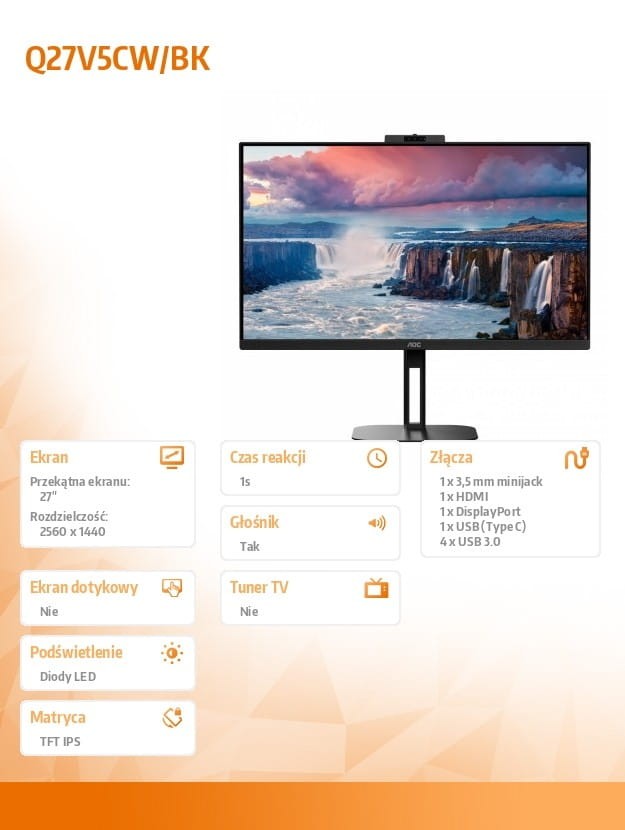 Q27V5CW/BK
AOC
Ekran
Przekątna ekranu:
27"
Rozdzielczość:
2560 x 1440
Czas reakcji
1s
Głośnik
Tak
Złącza
1 x 3,5 mm minijack
1 x HDMI
1 x DisplayPort
1 x USB (Type C)
4 x USB 3.0
Ekran dotykowy
Nie
Tuner TV
Nie
Podświetlenie
Diody LED
Matryca
TFT IPS